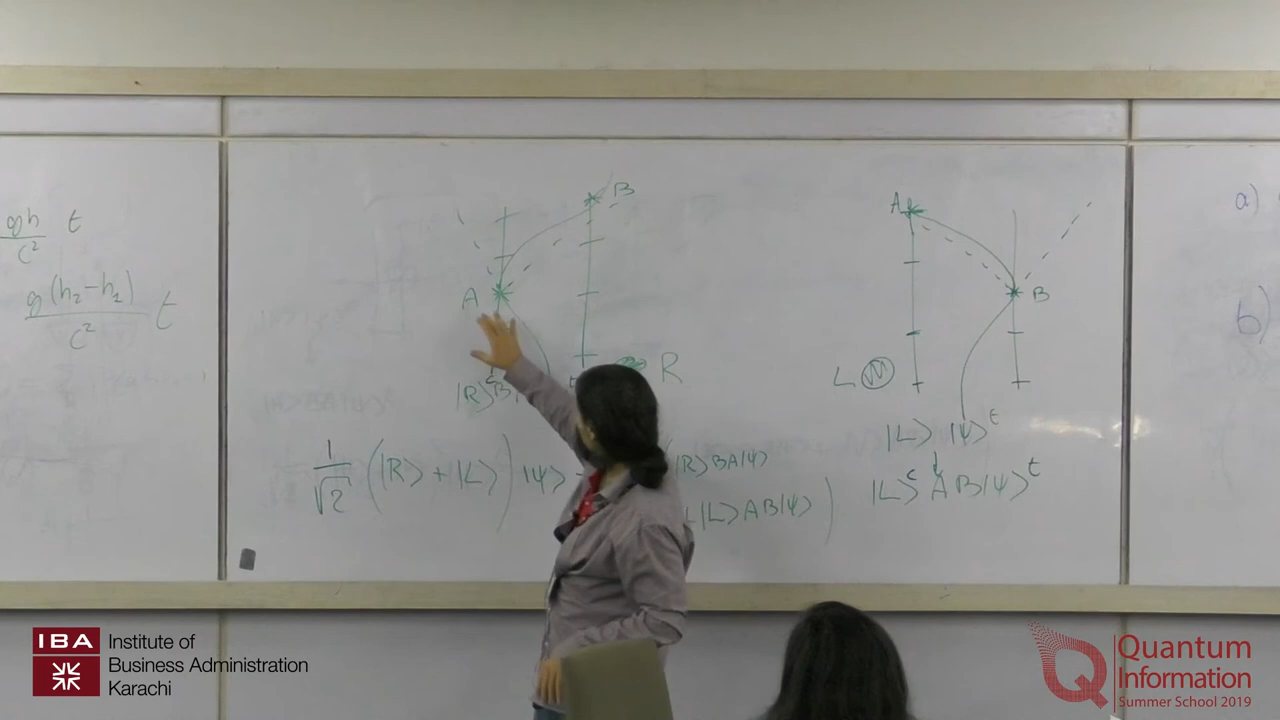 gh/c² t
g(h₂-h₁)/c² t
A
B
R
|R>ᶜ B
A
B
L
|L> |Ψ>ᵗ
|L>ᶜ A B|Ψ>ᵗ
1/√2 (|R> + |L>) |Ψ>
|R> BA|Ψ>
|L> AB|Ψ>)
a)
b)
IBA
Institute of
Business Administration
Karachi
Quantum
Information
Summer School 2019